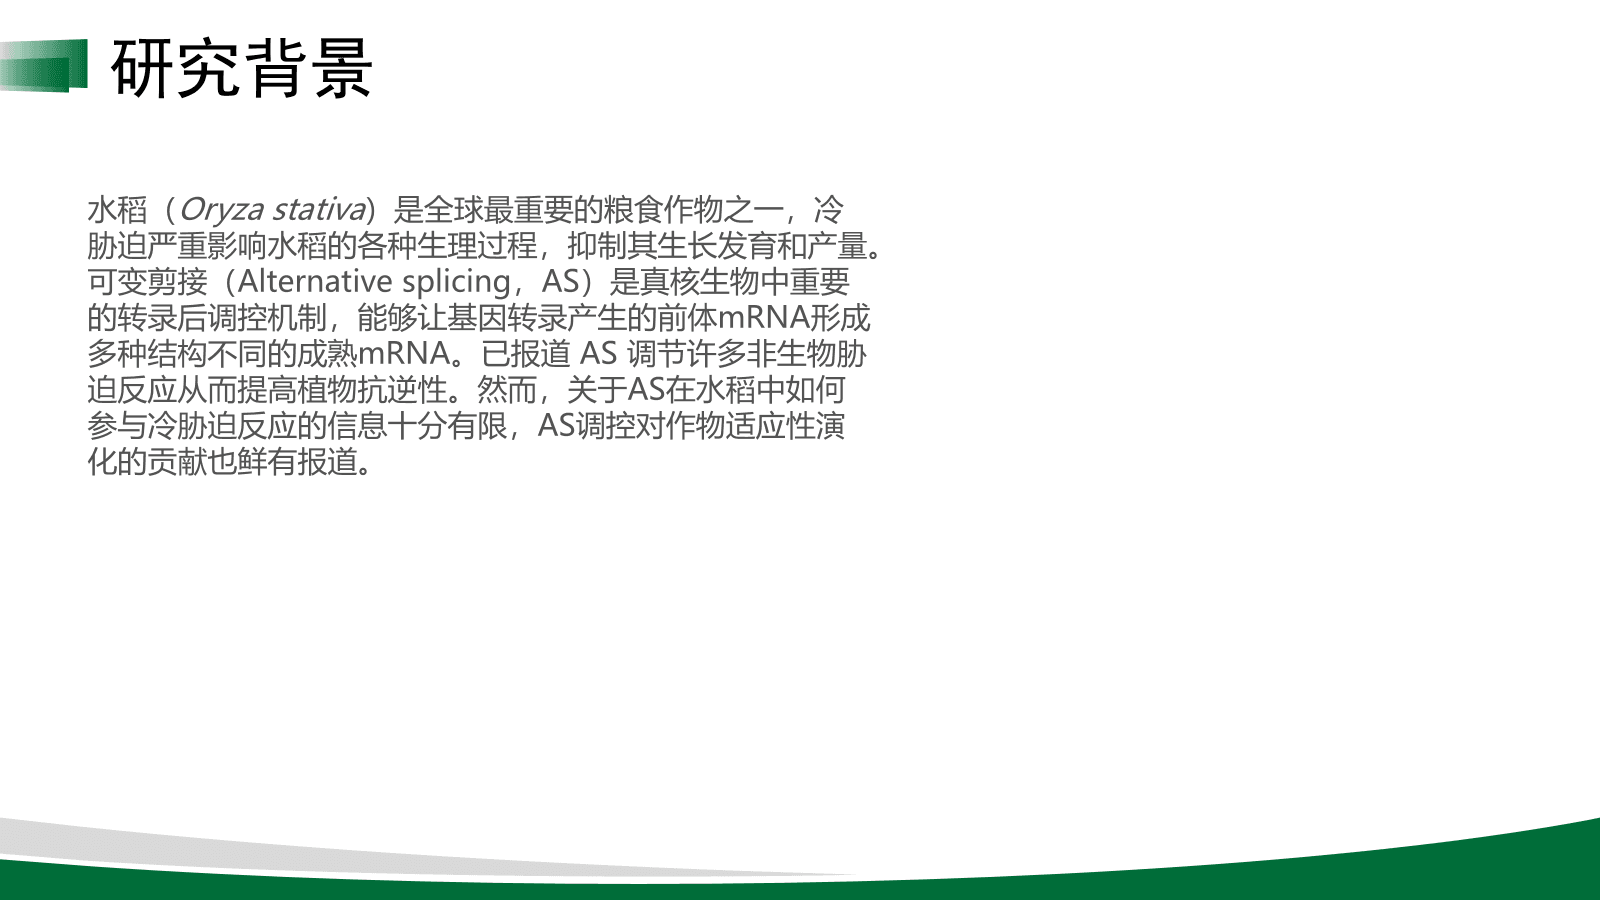 研究背景
水稻（Oryza stativa）是全球最重要的粮食作物之一，冷
胁迫严重影响水稻的各种生理过程，抑制其生长发育和产量。
可变剪接（Alternative splicing，AS）是真核生物中重要
的转录后调控机制，能够让基因转录产生的前体mRNA形成
多种结构不同的成熟mRNA。已报道 AS 调节许多非生物胁
迫反应从而提高植物抗逆性。然而，关于AS在水稻中如何
参与冷胁迫反应的信息十分有限，AS调控对作物适应性演
化的贡献也鲜有报道。